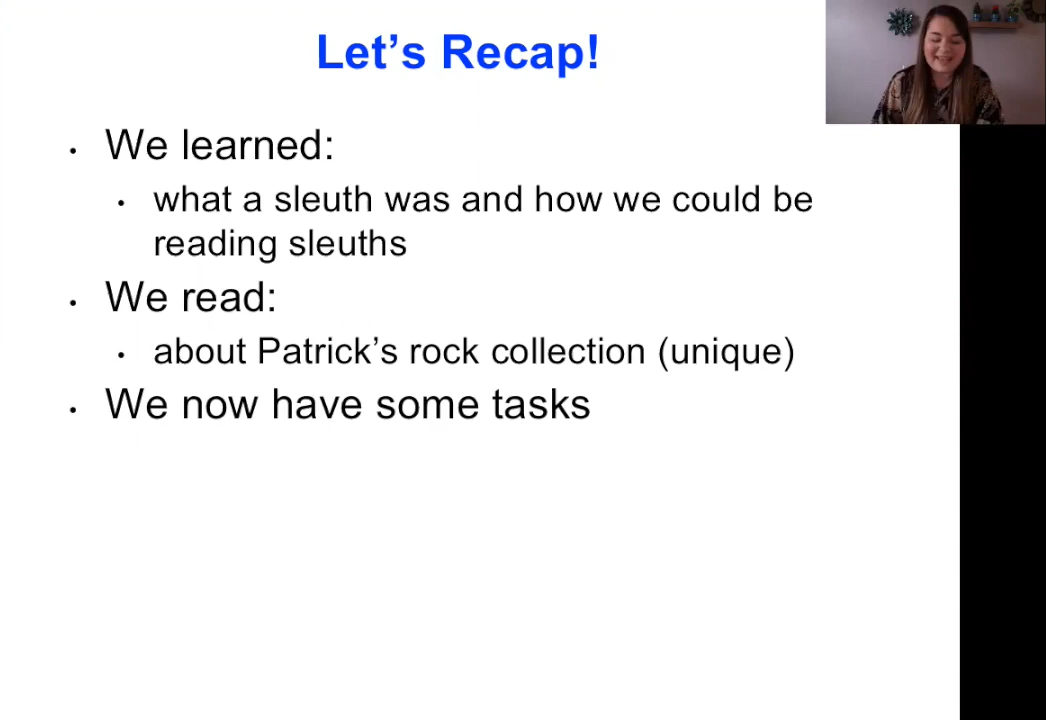 Let’s Recap!
• We learned:
• what a sleuth was and how we could be
reading sleuths
• We read:
• about Patrick’s rock collection (unique)
• We now have some tasks